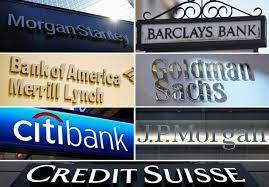 Morgan Stanley
BARCLAYS BANK
Bank of America
Merrill Lynch
Goldman
Sachs
citibank
J.P.Morgan
CREDIT SUISSE